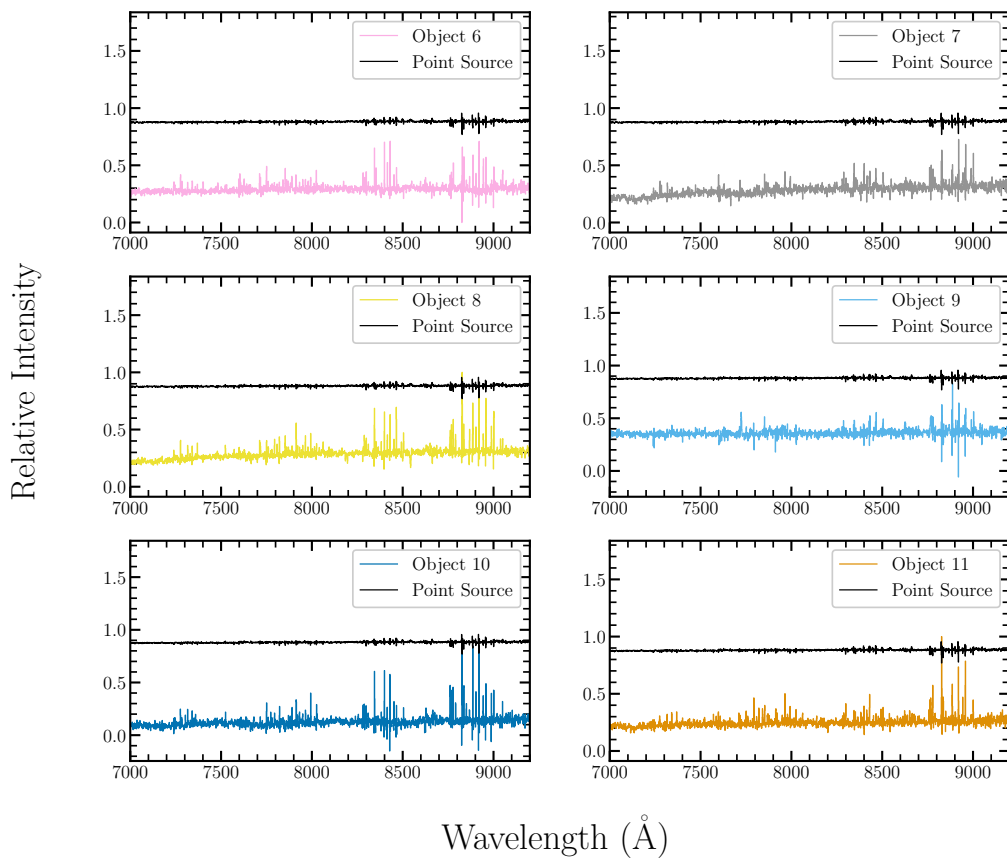 Relative Intensity
Object 6
Point Source
1.5
1.0
0.5
0.0
7000 7500 8000 8500 9000
Object 7
Point Source
1.5
1.0
0.5
0.0
7000 7500 8000 8500 9000
Object 8
Point Source
1.5
1.0
0.5
0.0
7000 7500 8000 8500 9000
Object 9
Point Source
1.5
1.0
0.5
0.0
7000 7500 8000 8500 9000
Object 10
Point Source
1.5
1.0
0.5
0.0
7000 7500 8000 8500 9000
Object 11
Point Source
1.5
1.0
0.5
0.0
7000 7500 8000 8500 9000
Wavelength (Å)